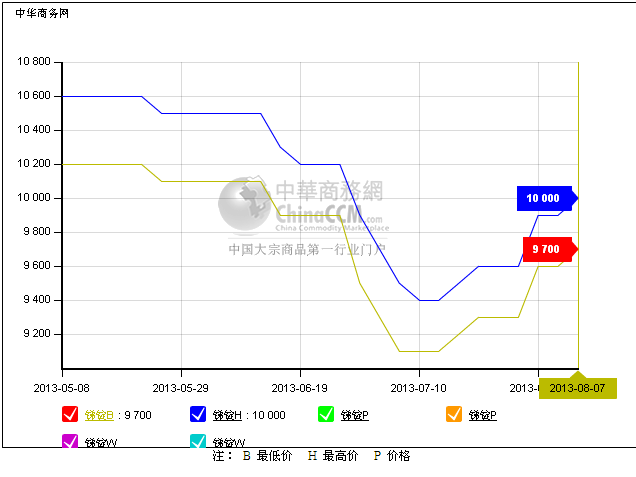 中华商务网
10 800
10 600
10 400
10 200
10 000
9 800
9 600
9 400
9 200
中華商務網
ChinaCCM.com
China Commodity Marketplace
中国大宗商品第一行业门户
10 000
9 700
2013-05-08 2013-05-29 2013-06-19 2013-07-10 2013- 2013-08-07
锑锭B : 9 700 锑锭H : 10 000 锑锭P 锑锭P
锑锭W 锑锭W
注： B 最低价 H 最高价 P 价格